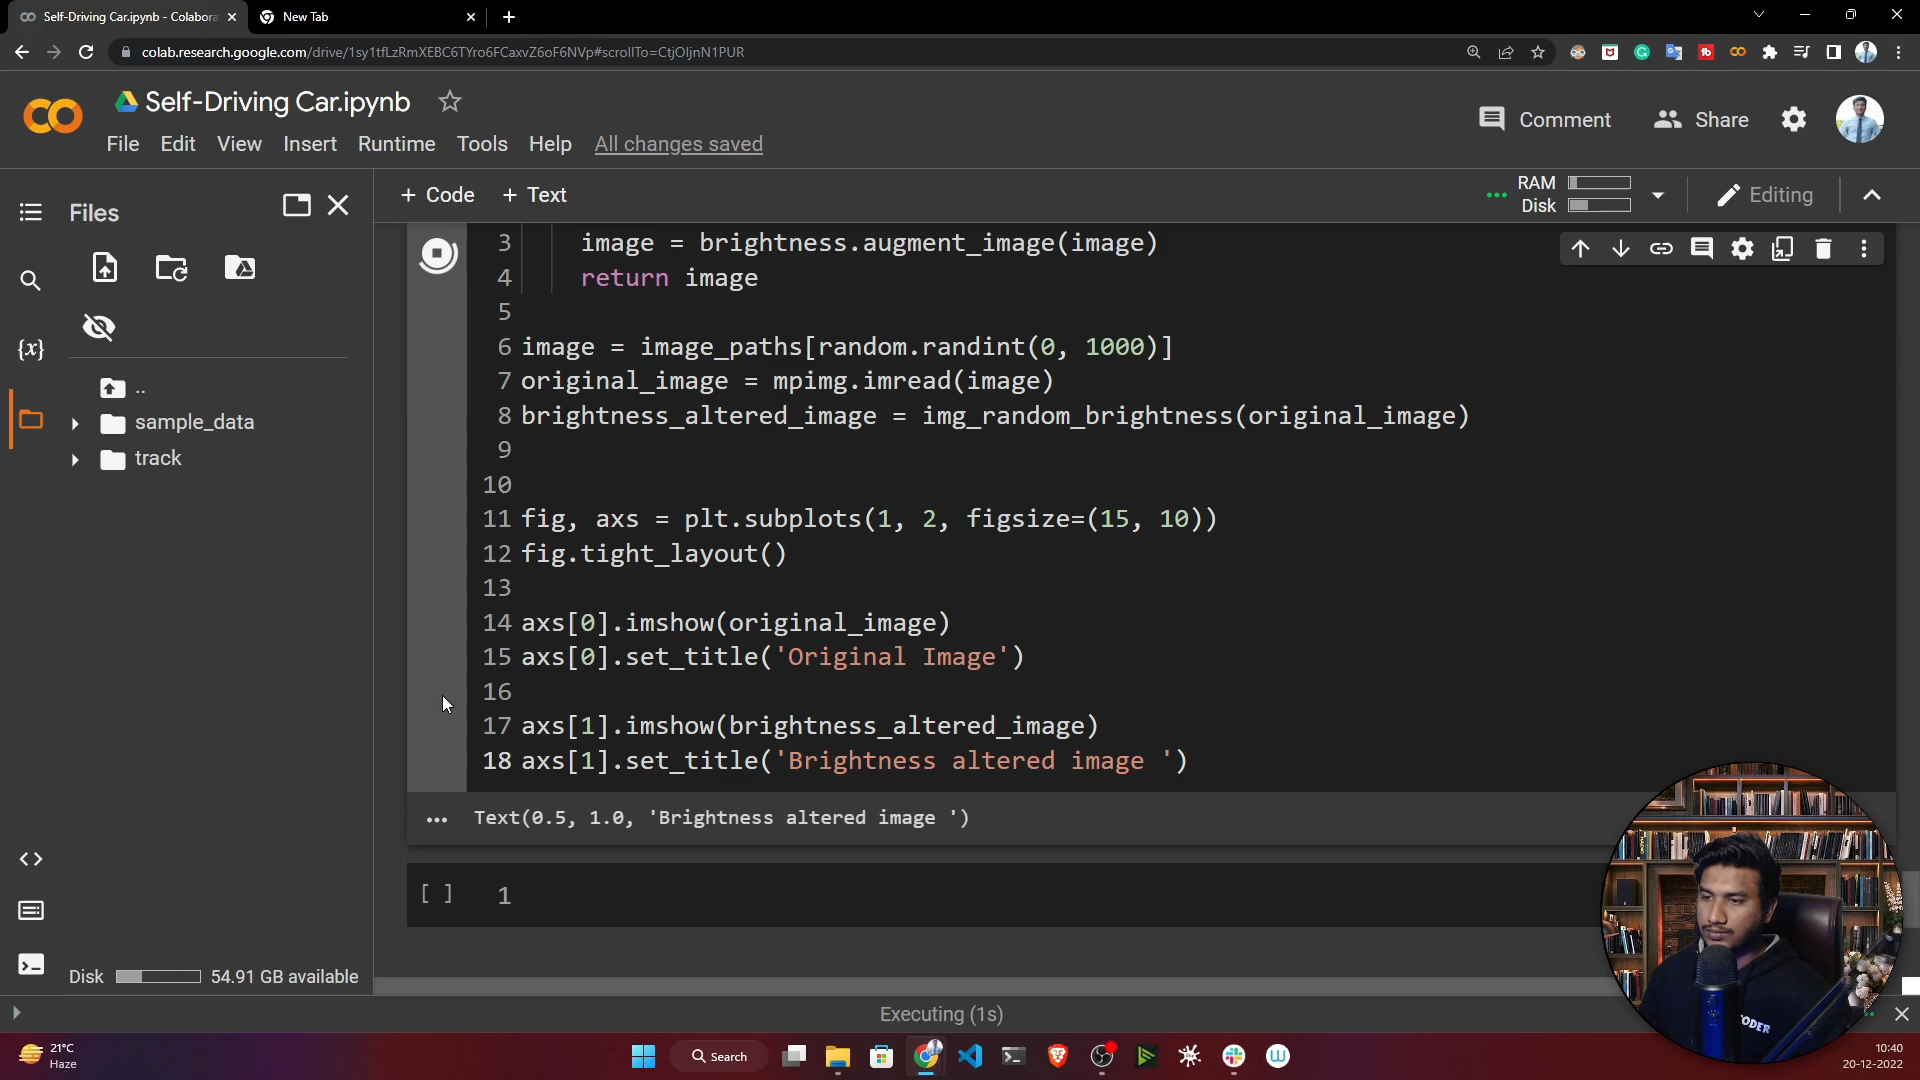 Self-Driving Car.ipynb - Colabora
New Tab
colab.research.google.com/drive/1sy1tfLzRmXEBC6TYro6FCaxvZ6oF6NVp#scrollTo=CtjOljnN1PUR
Self-Driving Car.ipynb
File Edit View Insert Runtime Tools Help All changes saved
Comment Share
+ Code + Text
RAM
Disk
Editing
Files
..
sample_data
track
Disk 54.91 GB available
3 image = brightness.augment_image(image)
4 return image
5
6 image = image_paths[random.randint(0, 1000)]
7 original_image = mpimg.imread(image)
8 brightness_altered_image = img_random_brightness(original_image)
9
10
11 fig, axs = plt.subplots(1, 2, figsize=(15, 10))
12 fig.tight_layout()
13
14 axs[0].imshow(original_image)
15 axs[0].set_title('Original Image')
16
17 axs[1].imshow(brightness_altered_image)
18 axs[1].set_title('Brightness altered image ')
Text(0.5, 1.0, 'Brightness altered image ')
[ ] 1
Executing (1s)
21°C
Haze
Search
10:40
20-12-2022